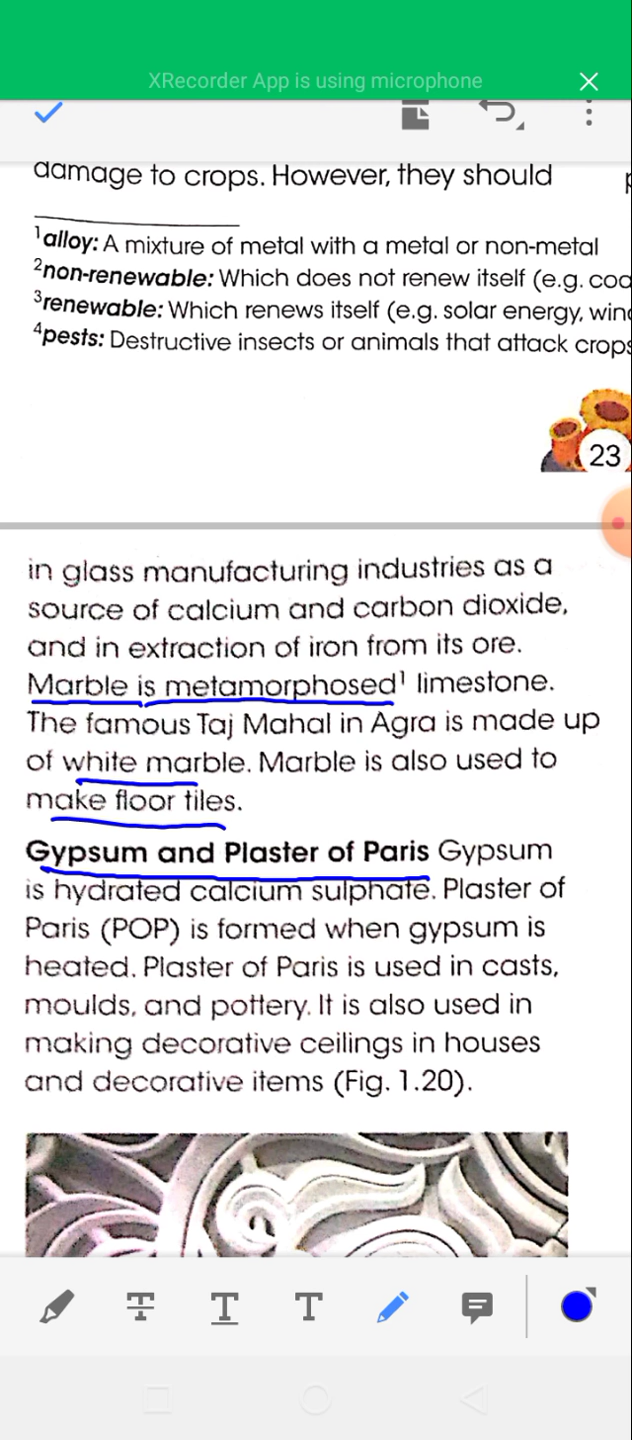 XRecorder App is using microphone
damage to crops. However, they should
¹alloy: A mixture of metal with a metal or non-metal
²non-renewable: Which does not renew itself (e.g. coa
³renewable: Which renews itself (e.g. solar energy, win
⁴pests: Destructive insects or animals that attack crops
23
in glass manufacturing industries as a
source of calcium and carbon dioxide,
and in extraction of iron from its ore.
Marble is metamorphosed¹ limestone.
The famous Taj Mahal in Agra is made up
of white marble. Marble is also used to
make floor tiles.
Gypsum and Plaster of Paris Gypsum
is hydrated calcium sulphate. Plaster of
Paris (POP) is formed when gypsum is
heated. Plaster of Paris is used in casts,
moulds, and pottery. It is also used in
making decorative ceilings in houses
and decorative items (Fig. 1.20).
T T T